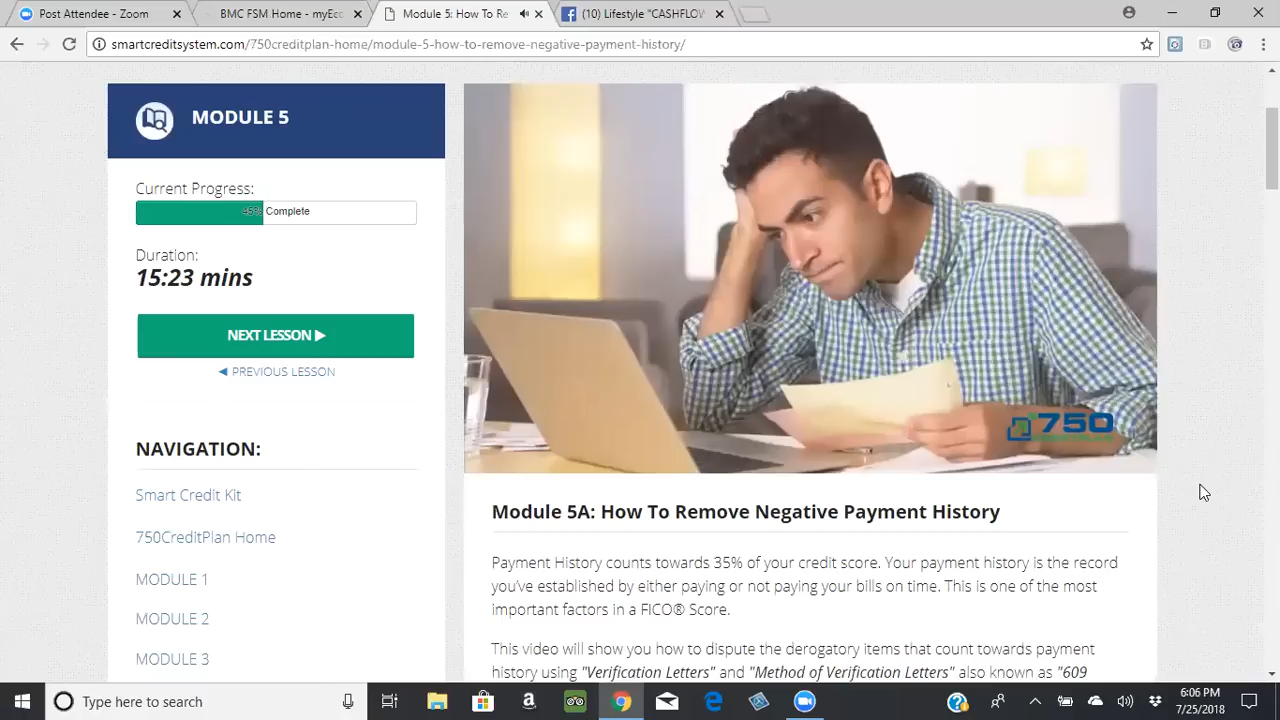 Post Attendee - Zoom
BMC FSM Home - myEc
Module 5: How To Re
(10) Lifestyle "CASHFLOW
smartcreditsystem.com/750creditplan-home/module-5-how-to-remove-negative-payment-history/
MODULE 5
Current Progress:
45% Complete
Duration:
15:23 mins
NEXT LESSON ▶
◀ PREVIOUS LESSON
NAVIGATION:
Smart Credit Kit
750CreditPlan Home
MODULE 1
MODULE 2
MODULE 3
750
Module 5A: How To Remove Negative Payment History
Payment History counts towards 35% of your credit score. Your payment history is the record
you've established by either paying or not paying your bills on time. This is one of the most
important factors in a FICO® Score.
This video will show you how to dispute the derogatory items that count towards payment
history using "Verification Letters" and "Method of Verification Letters" also known as "609
Type here to search
6:06 PM
7/25/2018